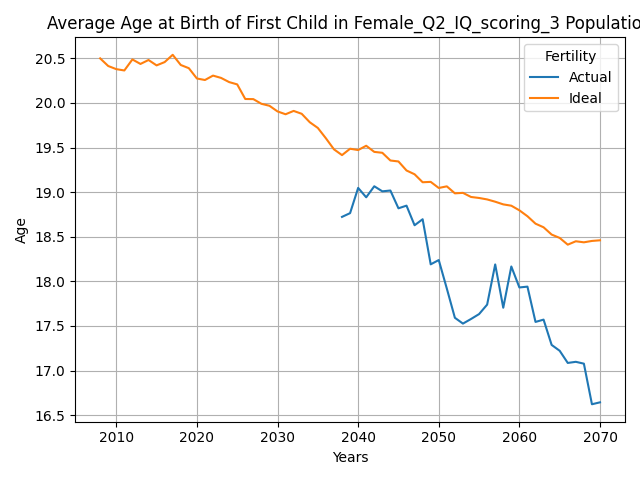 Average Age at Birth of First Child in Female_Q2_IQ_scoring_3 Populatio
Fertility
Actual
Ideal
20.5
20.0
19.5
19.0
18.5
18.0
17.5
17.0
16.5
Age
2010 2020 2030 2040 2050 2060 2070
Years